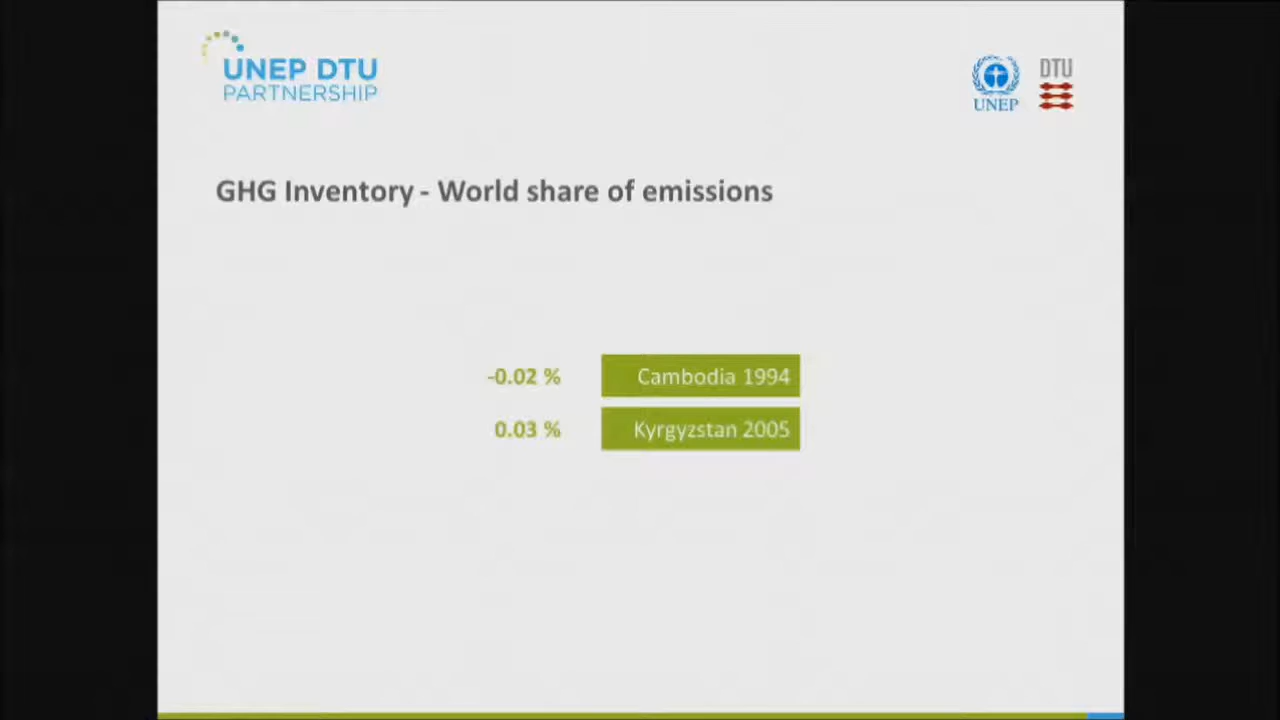 UNEP DTU
PARTNERSHIP
UNEP
DTU
GHG Inventory - World share of emissions
-0.02 % Cambodia 1994
0.03 % Kyrgyzstan 2005